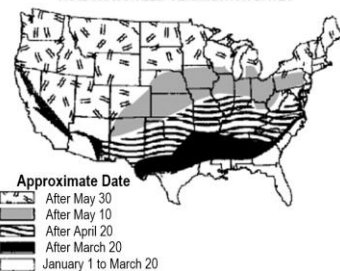 Approximate Date
After May 30
After May 10
After April 20
After March 20
January 1 to March 20